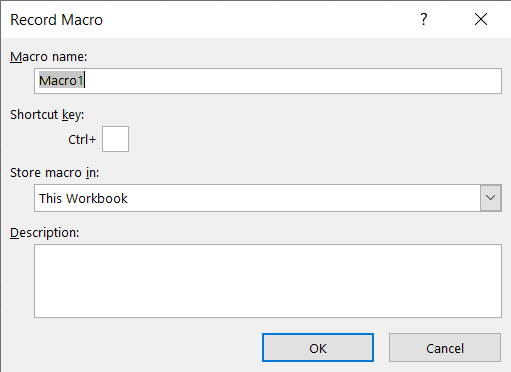 Record Macro ?
Macro name:
Macro1
Shortcut key:
Ctrl+
Store macro in:
This Workbook
Description:
OK Cancel